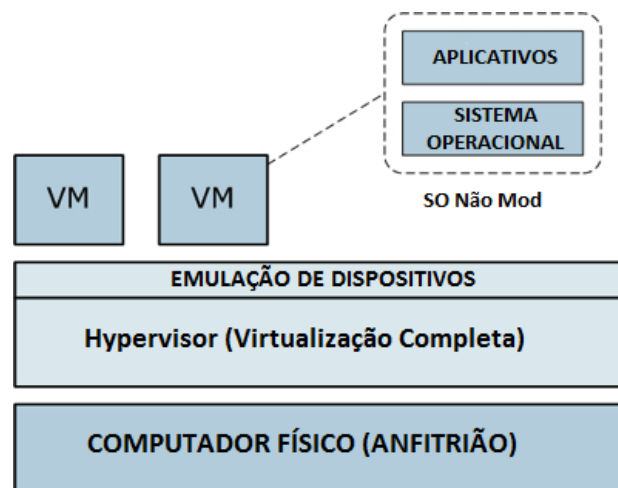 APLICATIVOS
SISTEMA
OPERACIONAL
SO Não Mod
VM
VM
EMULAÇÃO DE DISPOSITIVOS
Hypervisor (Virtualização Completa)
COMPUTADOR FÍSICO (ANFITRIÃO)